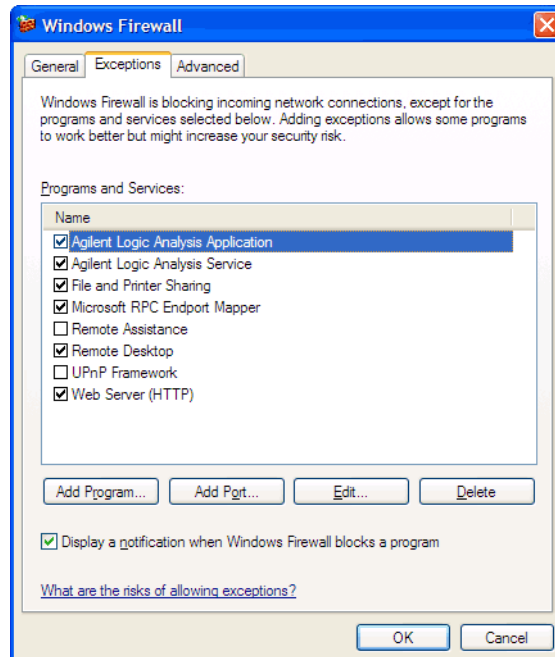 Windows Firewall
General Exceptions Advanced
Windows Firewall is blocking incoming network connections, except for the
programs and services selected below. Adding exceptions allows some programs
to work better but might increase your security risk.
Programs and Services:
Name
Agilent Logic Analysis Application
Agilent Logic Analysis Service
File and Printer Sharing
Microsoft RPC Endport Mapper
Remote Assistance
Remote Desktop
UPnP Framework
Web Server (HTTP)
Add Program... Add Port... Edit... Delete
Display a notification when Windows Firewall blocks a program
What are the risks of allowing exceptions?
OK Cancel